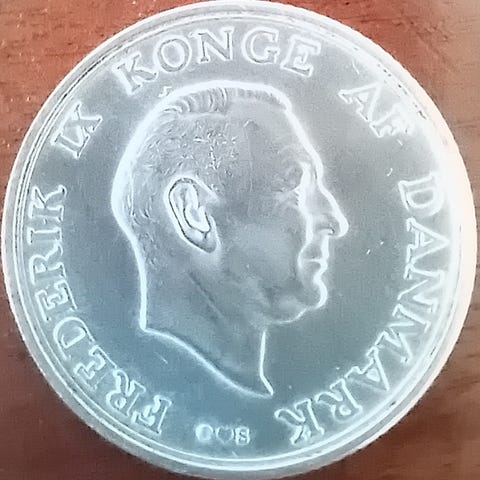 FREDERIK IX KONGE AF DANMARK
C♥S